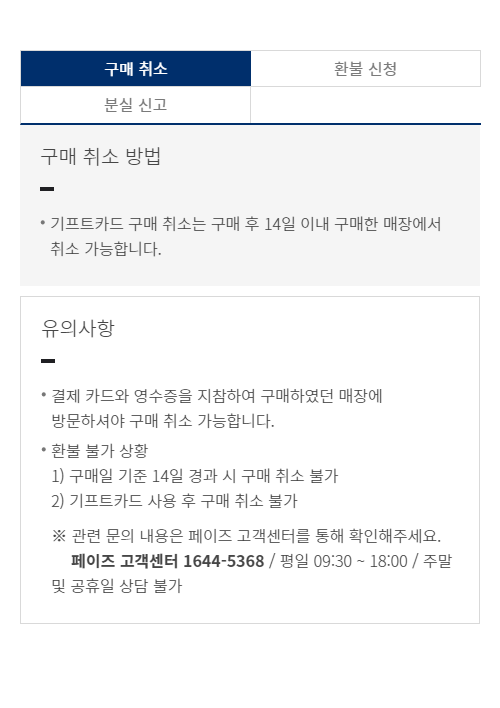 구매 취소
환불 신청
분실 신고
구매 취소 방법
• 기프트카드 구매 취소는 구매 후 14일 이내 구매한 매장에서
취소 가능합니다.
유의사항
• 결제 카드와 영수증을 지참하여 구매하였던 매장에
방문하셔야 구매 취소 가능합니다.
• 환불 불가 상황
1) 구매일 기준 14일 경과 시 구매 취소 불가
2) 기프트카드 사용 후 구매 취소 불가
※ 관련 문의 내용은 페이즈 고객센터를 통해 확인해주세요.
페이즈 고객센터 1644-5368 / 평일 09:30 ~ 18:00 / 주말
및 공휴일 상담 불가